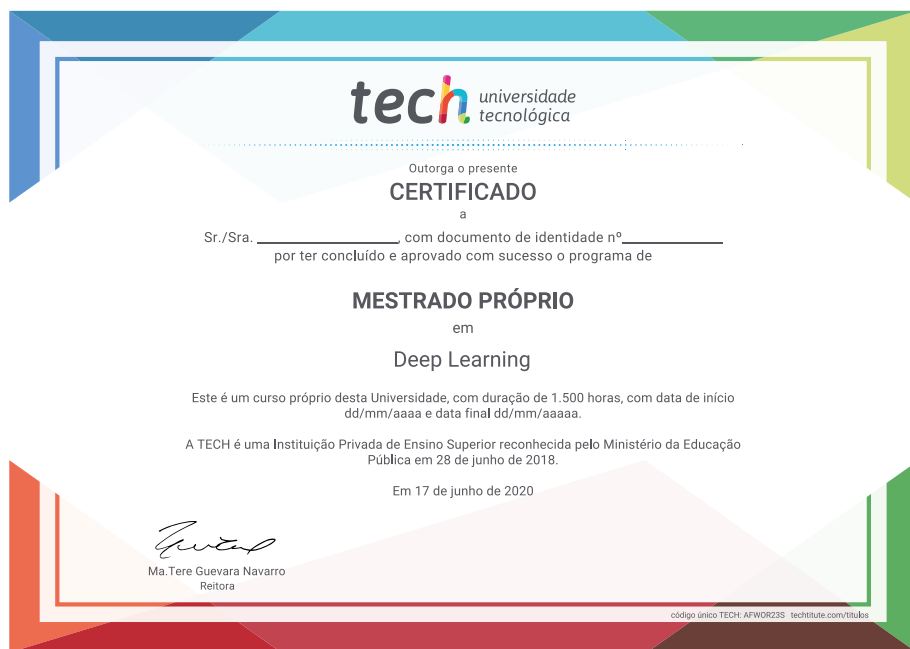 tech universidade
tecnológica
Outorga o presente
CERTIFICADO
a
Sr./Sra. ____________________, com documento de identidade nº______________
por ter concluído e aprovado com sucesso o programa de
MESTRADO PRÓPRIO
em
Deep Learning
Este é um curso próprio desta Universidade, com duração de 1.500 horas, com data de início
dd/mm/aaaa e data final dd/mm/aaaaa.
A TECH é uma Instituição Privada de Ensino Superior reconhecida pelo Ministério da Educação
Pública em 28 de junho de 2018.
Em 17 de junho de 2020
Ma.Tere Guevara Navarro
Reitora
código único TECH: AFWOR23S techtitute.com/titulos